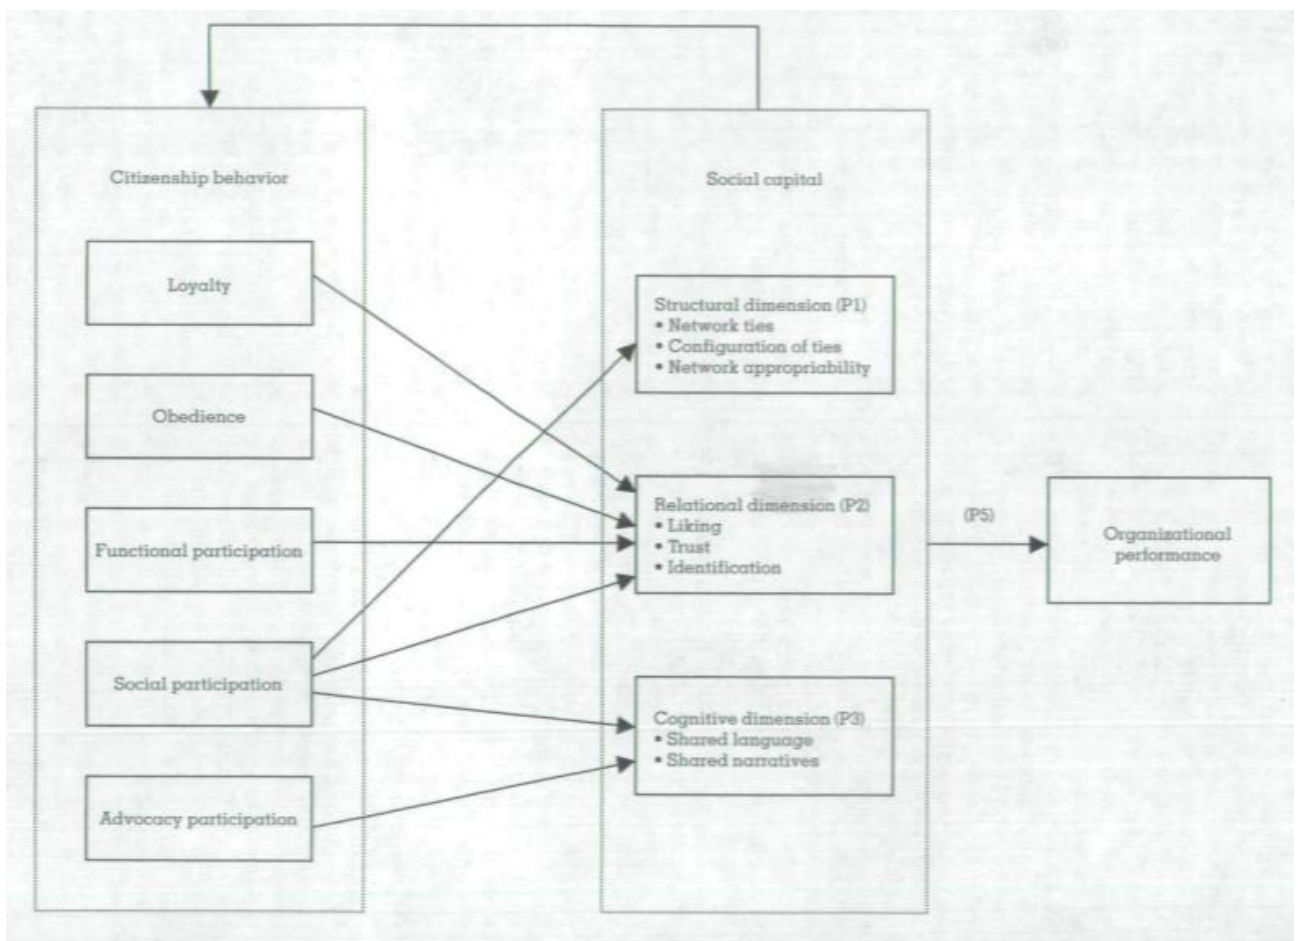 Citizenship behavior
Loyalty
Obedience
Functional participation
Social participation
Advocacy participation
Social capital
Structural dimension (P1)
• Network ties
• Configuration of ties
• Network appropriability
Relational dimension (P2)
• Liking
• Trust
• Identification
Cognitive dimension (P3)
• Shared language
• Shared narratives
(P5)
Organizational
performance